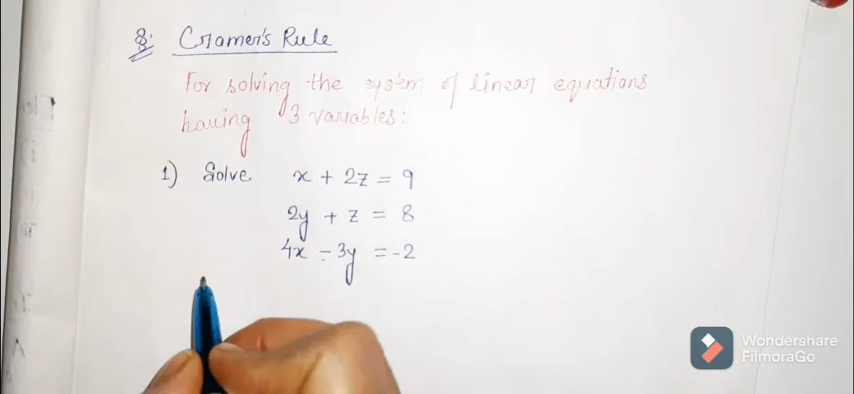 8: Cramer's Rule
For solving the system of linear equations
having 3 variables:
1) Solve x + 2z = 9
2y + z = 8
4x - 3y = -2
Wondershare
FilmoraGo